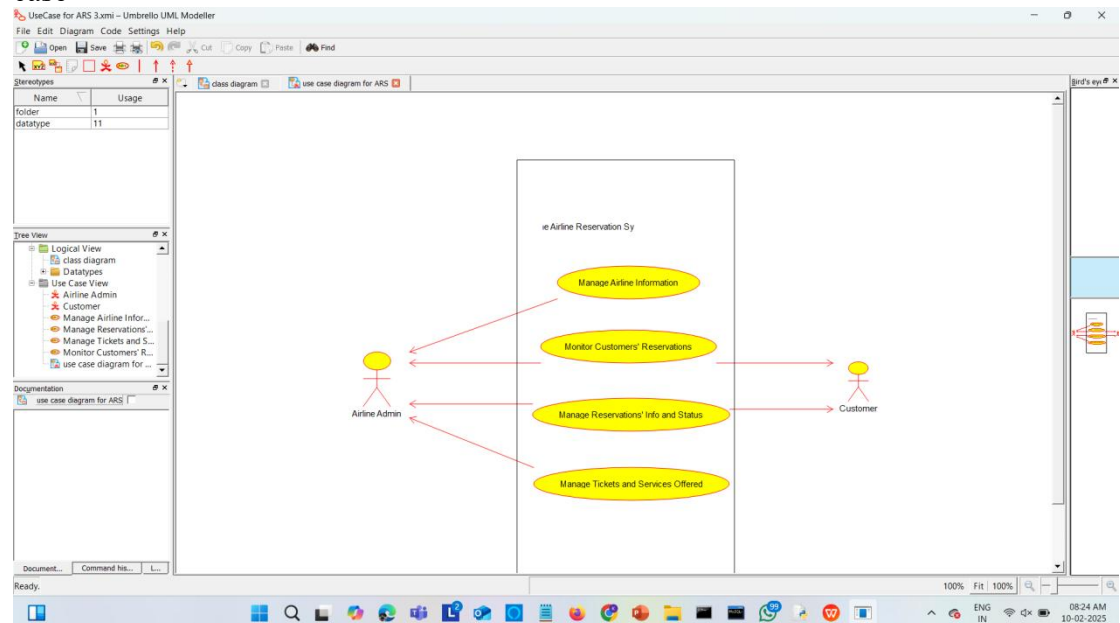 UseCase for ARS 3.xmi – Umbrello UML Modeller
File Edit Diagram Code Settings Help
Open Save Cut Copy Paste Find
Stereotypes
class diagram
use case diagram for ARS
Bird's eye
Name Usage
folder 1
datatype 11
Tree View
Logical View
class diagram
Datatypes
Use Case View
Airline Admin
Customer
Manage Airline Infor...
Manage Reservations'...
Manage Tickets and S...
Monitor Customers' R...
use case diagram for ...
Documentation
use case diagram for ARS
Airline Reservation Sy
Manage Airline Information
Monitor Customers' Reservations
Airline Admin
Manage Reservations' Info and Status
Customer
Manage Tickets and Services Offered
Document... Command his... L...
Ready.
100% Fit 100%
99
ENG
IN
08:24 AM
10-02-2025